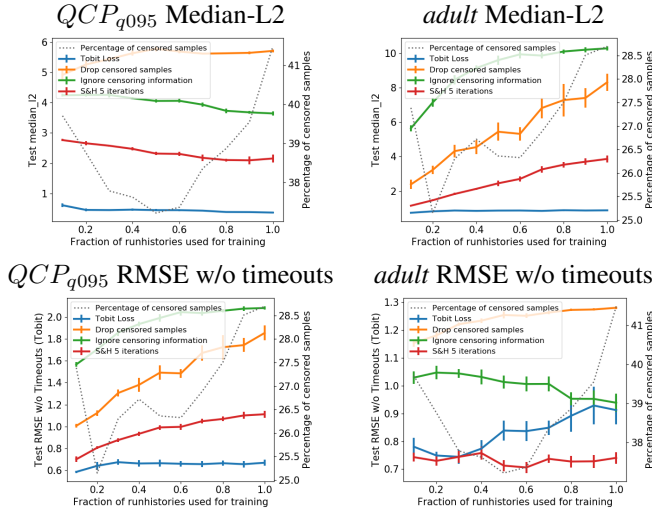 QCP_q095 Median-L2
adult Median-L2
Percentage of censored samples
Tobit Loss
Drop censored samples
Ignore censoring information
S&H 5 iterations
Test median_l2
6
5
4
3
2
1
0.2
0.4
0.6
0.8
1.0
Fraction of runhistories used for training
41
40
39
38
Percentage of censored samples
Percentage of censored samples
Tobit Loss
Drop censored samples
Ignore censoring information
S&H 5 iterations
Test median_l2
10
8
6
4
2
0.2
0.4
0.6
0.8
1.0
Fraction of runhistories used for training
28.5
28.0
27.5
27.0
26.5
26.0
25.5
25.0
Percentage of censored samples
QCP_q095 RMSE w/o timeouts
adult RMSE w/o timeouts
Percentage of censored samples
Tobit Loss
Drop censored samples
Ignore censoring information
S&H 5 iterations
Test RMSE w/o Timeouts (Tobit)
2.0
1.8
1.6
1.4
1.2
1.0
0.8
0.6
0.2
0.4
0.6
0.8
1.0
Fraction of runhistories used for training
28.5
28.0
27.5
27.0
26.5
26.0
25.5
25.0
Percentage of censored samples
Percentage of censored samples
Tobit Loss
Drop censored samples
Ignore censoring information
S&H 5 iterations
Test RMSE w/o Timeouts (Tobit)
1.3
1.2
1.1
1.0
0.9
0.8
0.7
0.2
0.4
0.6
0.8
1.0
Fraction of runhistories used for training
41
40
39
38
Percentage of censored samples